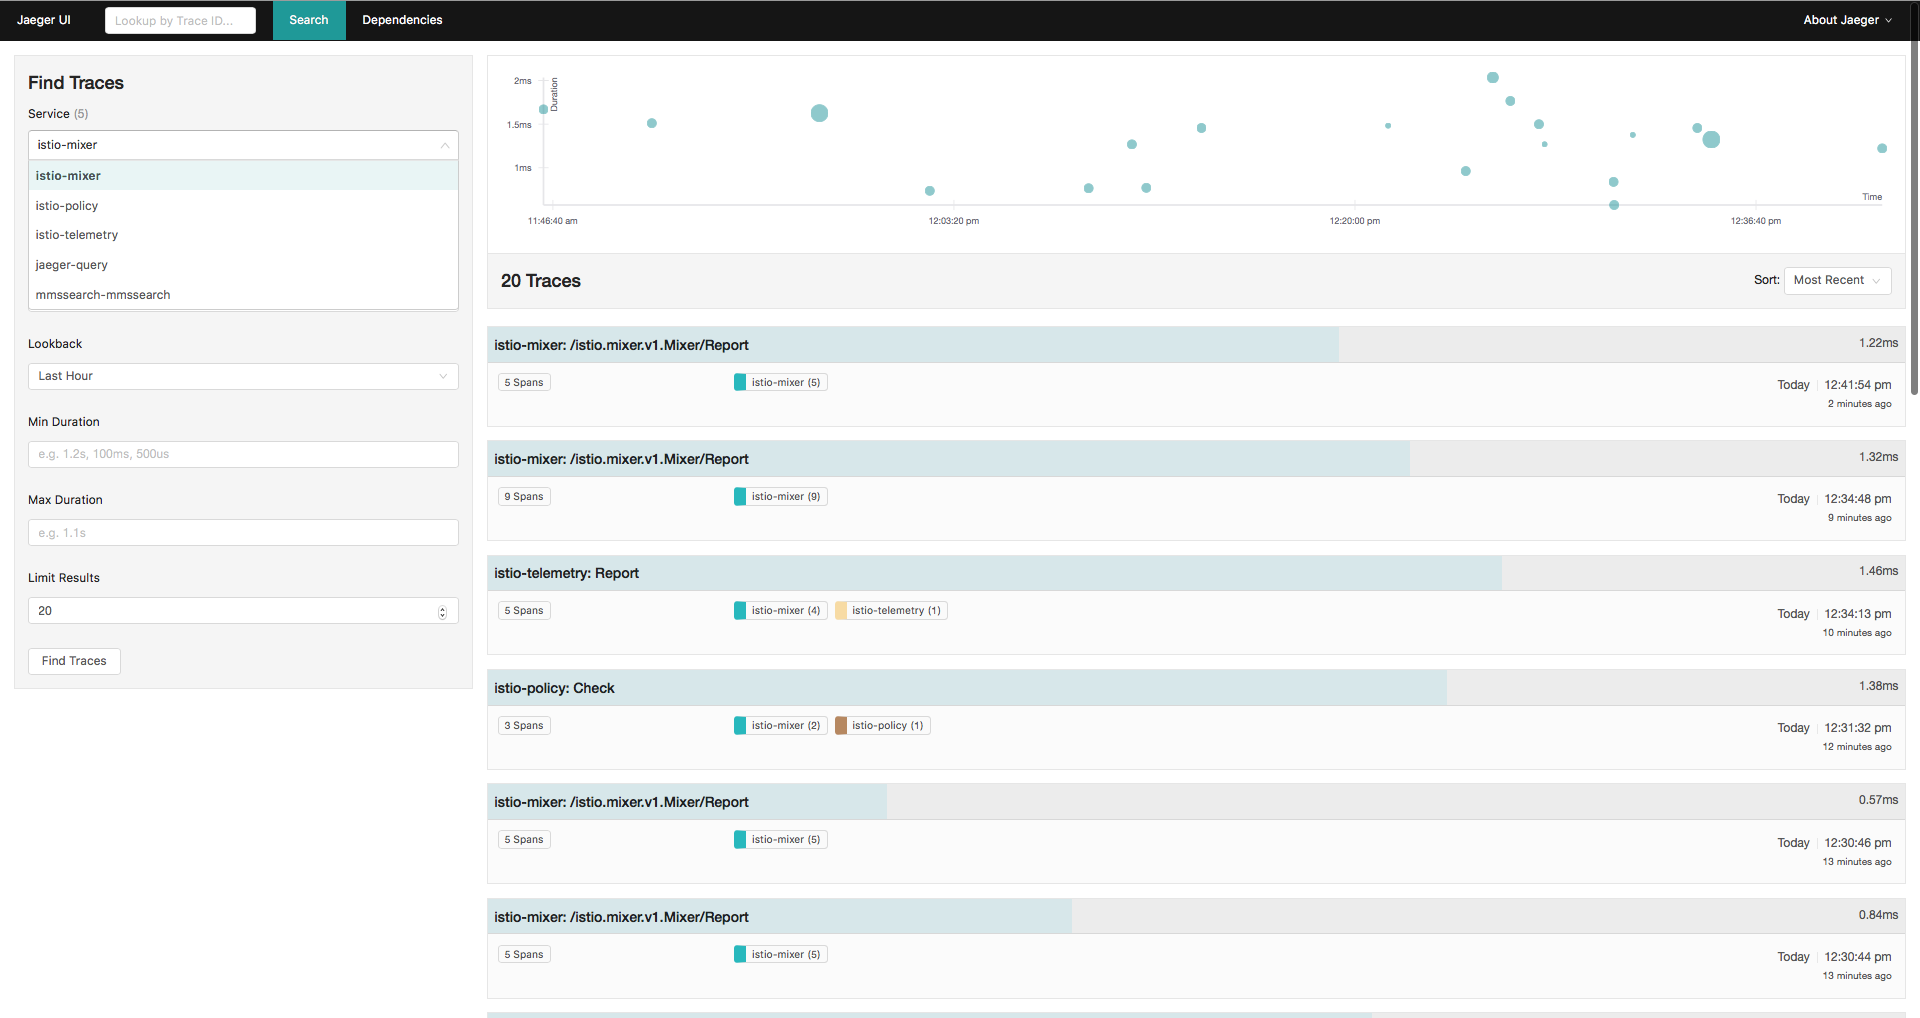 Jaeger UI
Lookup by Trace ID...
Search
Dependencies
About Jaeger
Find Traces
Service (5)
istio-mixer
istio-mixer
istio-policy
istio-telemetry
jaeger-query
mmssearch-mmssearch
Lookback
Last Hour
Min Duration
e.g. 1.2s, 100ms, 500us
Max Duration
e.g. 1.1s
Limit Results
20
Find Traces
Duration
2ms
1.5ms
1ms
Time
11:46:40 am
12:03:20 pm
12:20:00 pm
12:36:40 pm
20 Traces
Sort: Most Recent
istio-mixer: /istio.mixer.v1.Mixer/Report
1.22ms
5 Spans
istio-mixer (5)
Today 12:41:54 pm
2 minutes ago
istio-mixer: /istio.mixer.v1.Mixer/Report
1.32ms
9 Spans
istio-mixer (9)
Today 12:34:48 pm
9 minutes ago
istio-telemetry: Report
1.46ms
5 Spans
istio-mixer (4)
istio-telemetry (1)
Today 12:34:13 pm
10 minutes ago
istio-policy: Check
1.38ms
3 Spans
istio-mixer (2)
istio-policy (1)
Today 12:31:32 pm
12 minutes ago
istio-mixer: /istio.mixer.v1.Mixer/Report
0.57ms
5 Spans
istio-mixer (5)
Today 12:30:46 pm
13 minutes ago
istio-mixer: /istio.mixer.v1.Mixer/Report
0.84ms
5 Spans
istio-mixer (5)
Today 12:30:44 pm
13 minutes ago